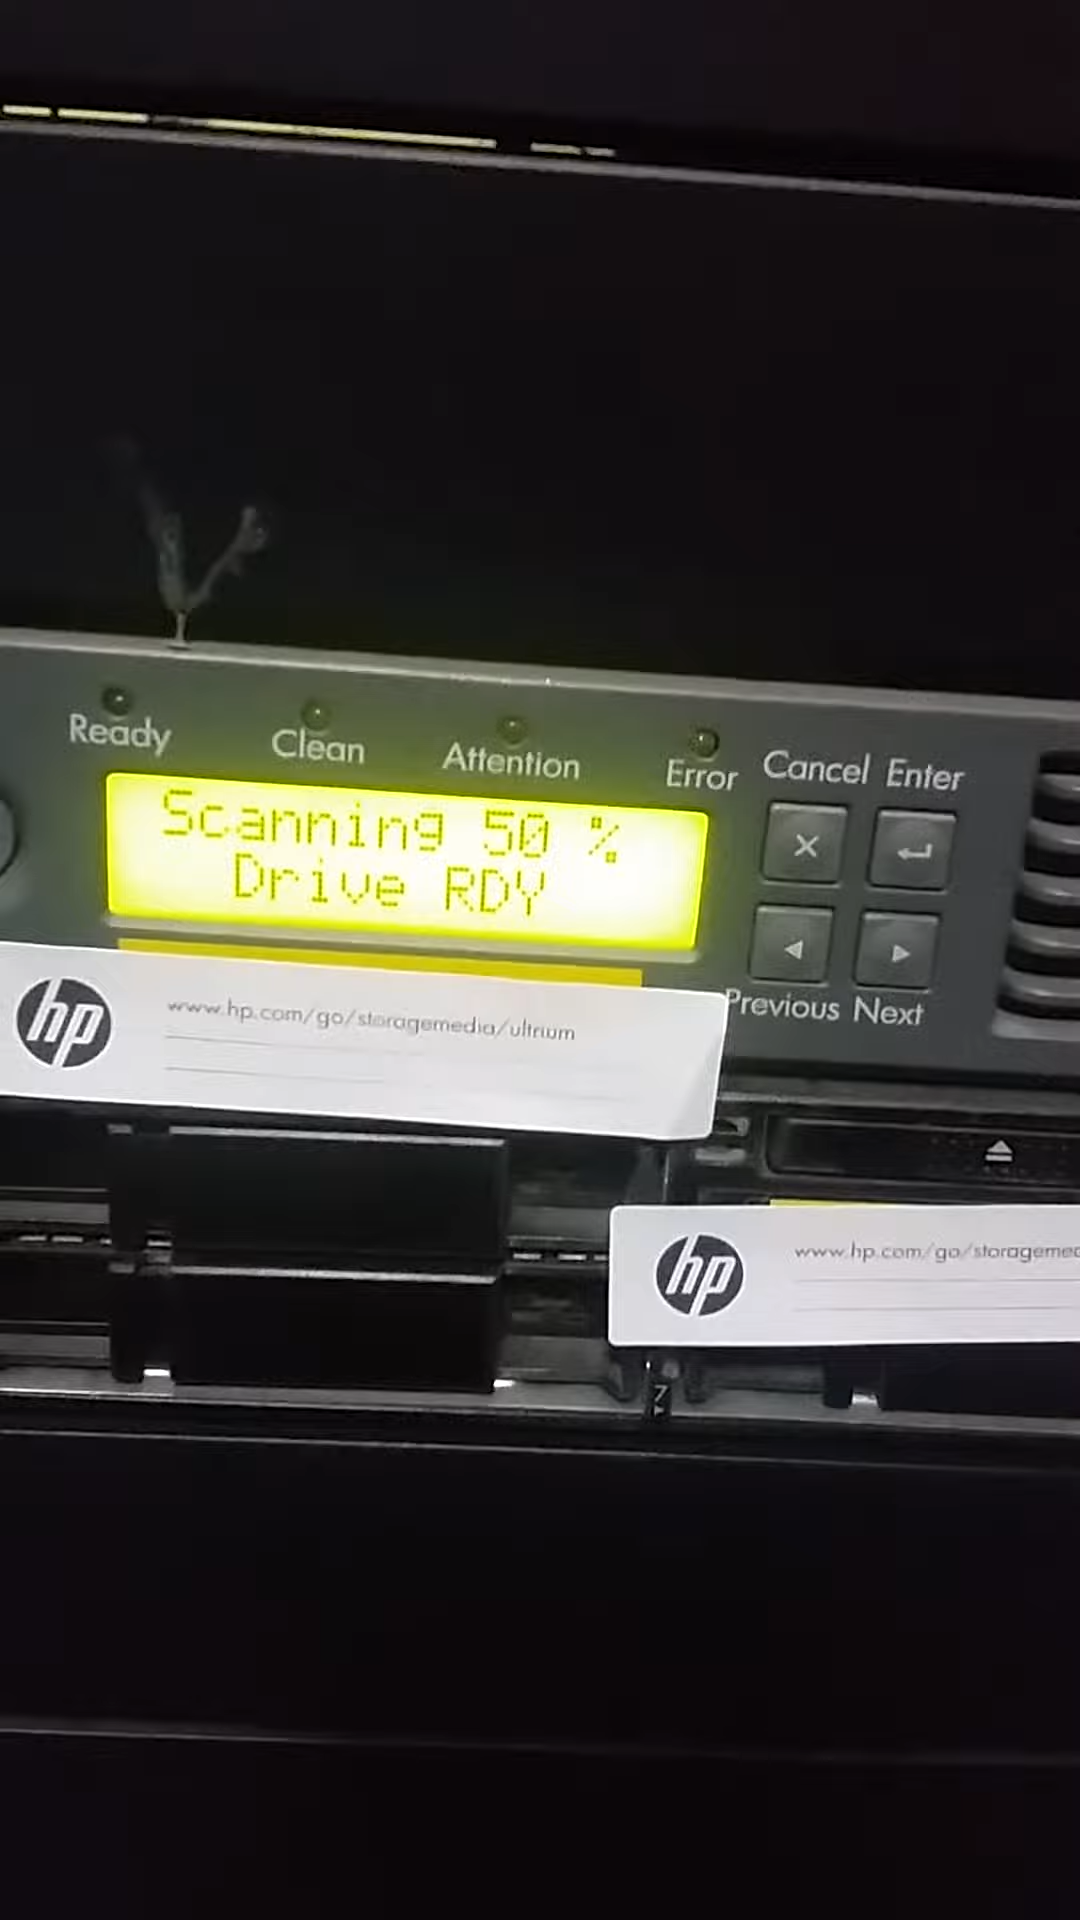 Ready Clean Attention Error Cancel Enter
Scanning 50 %
Drive RDY
Previous Next
hp www.hp.com/go/storagemedia/ultrium
hp www.hp.com/go/storagemed